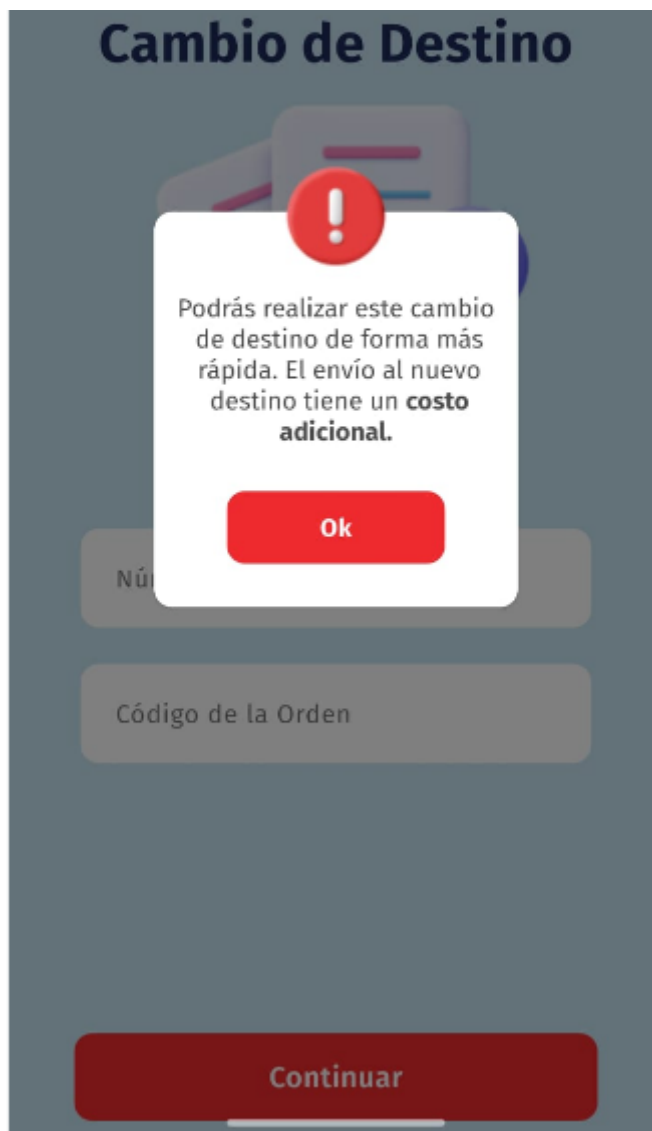 Cambio de Destino
Podrás realizar este cambio
de destino de forma más
rápida. El envío al nuevo
destino tiene un costo
adicional.
Ok
Código de la Orden
Continuar